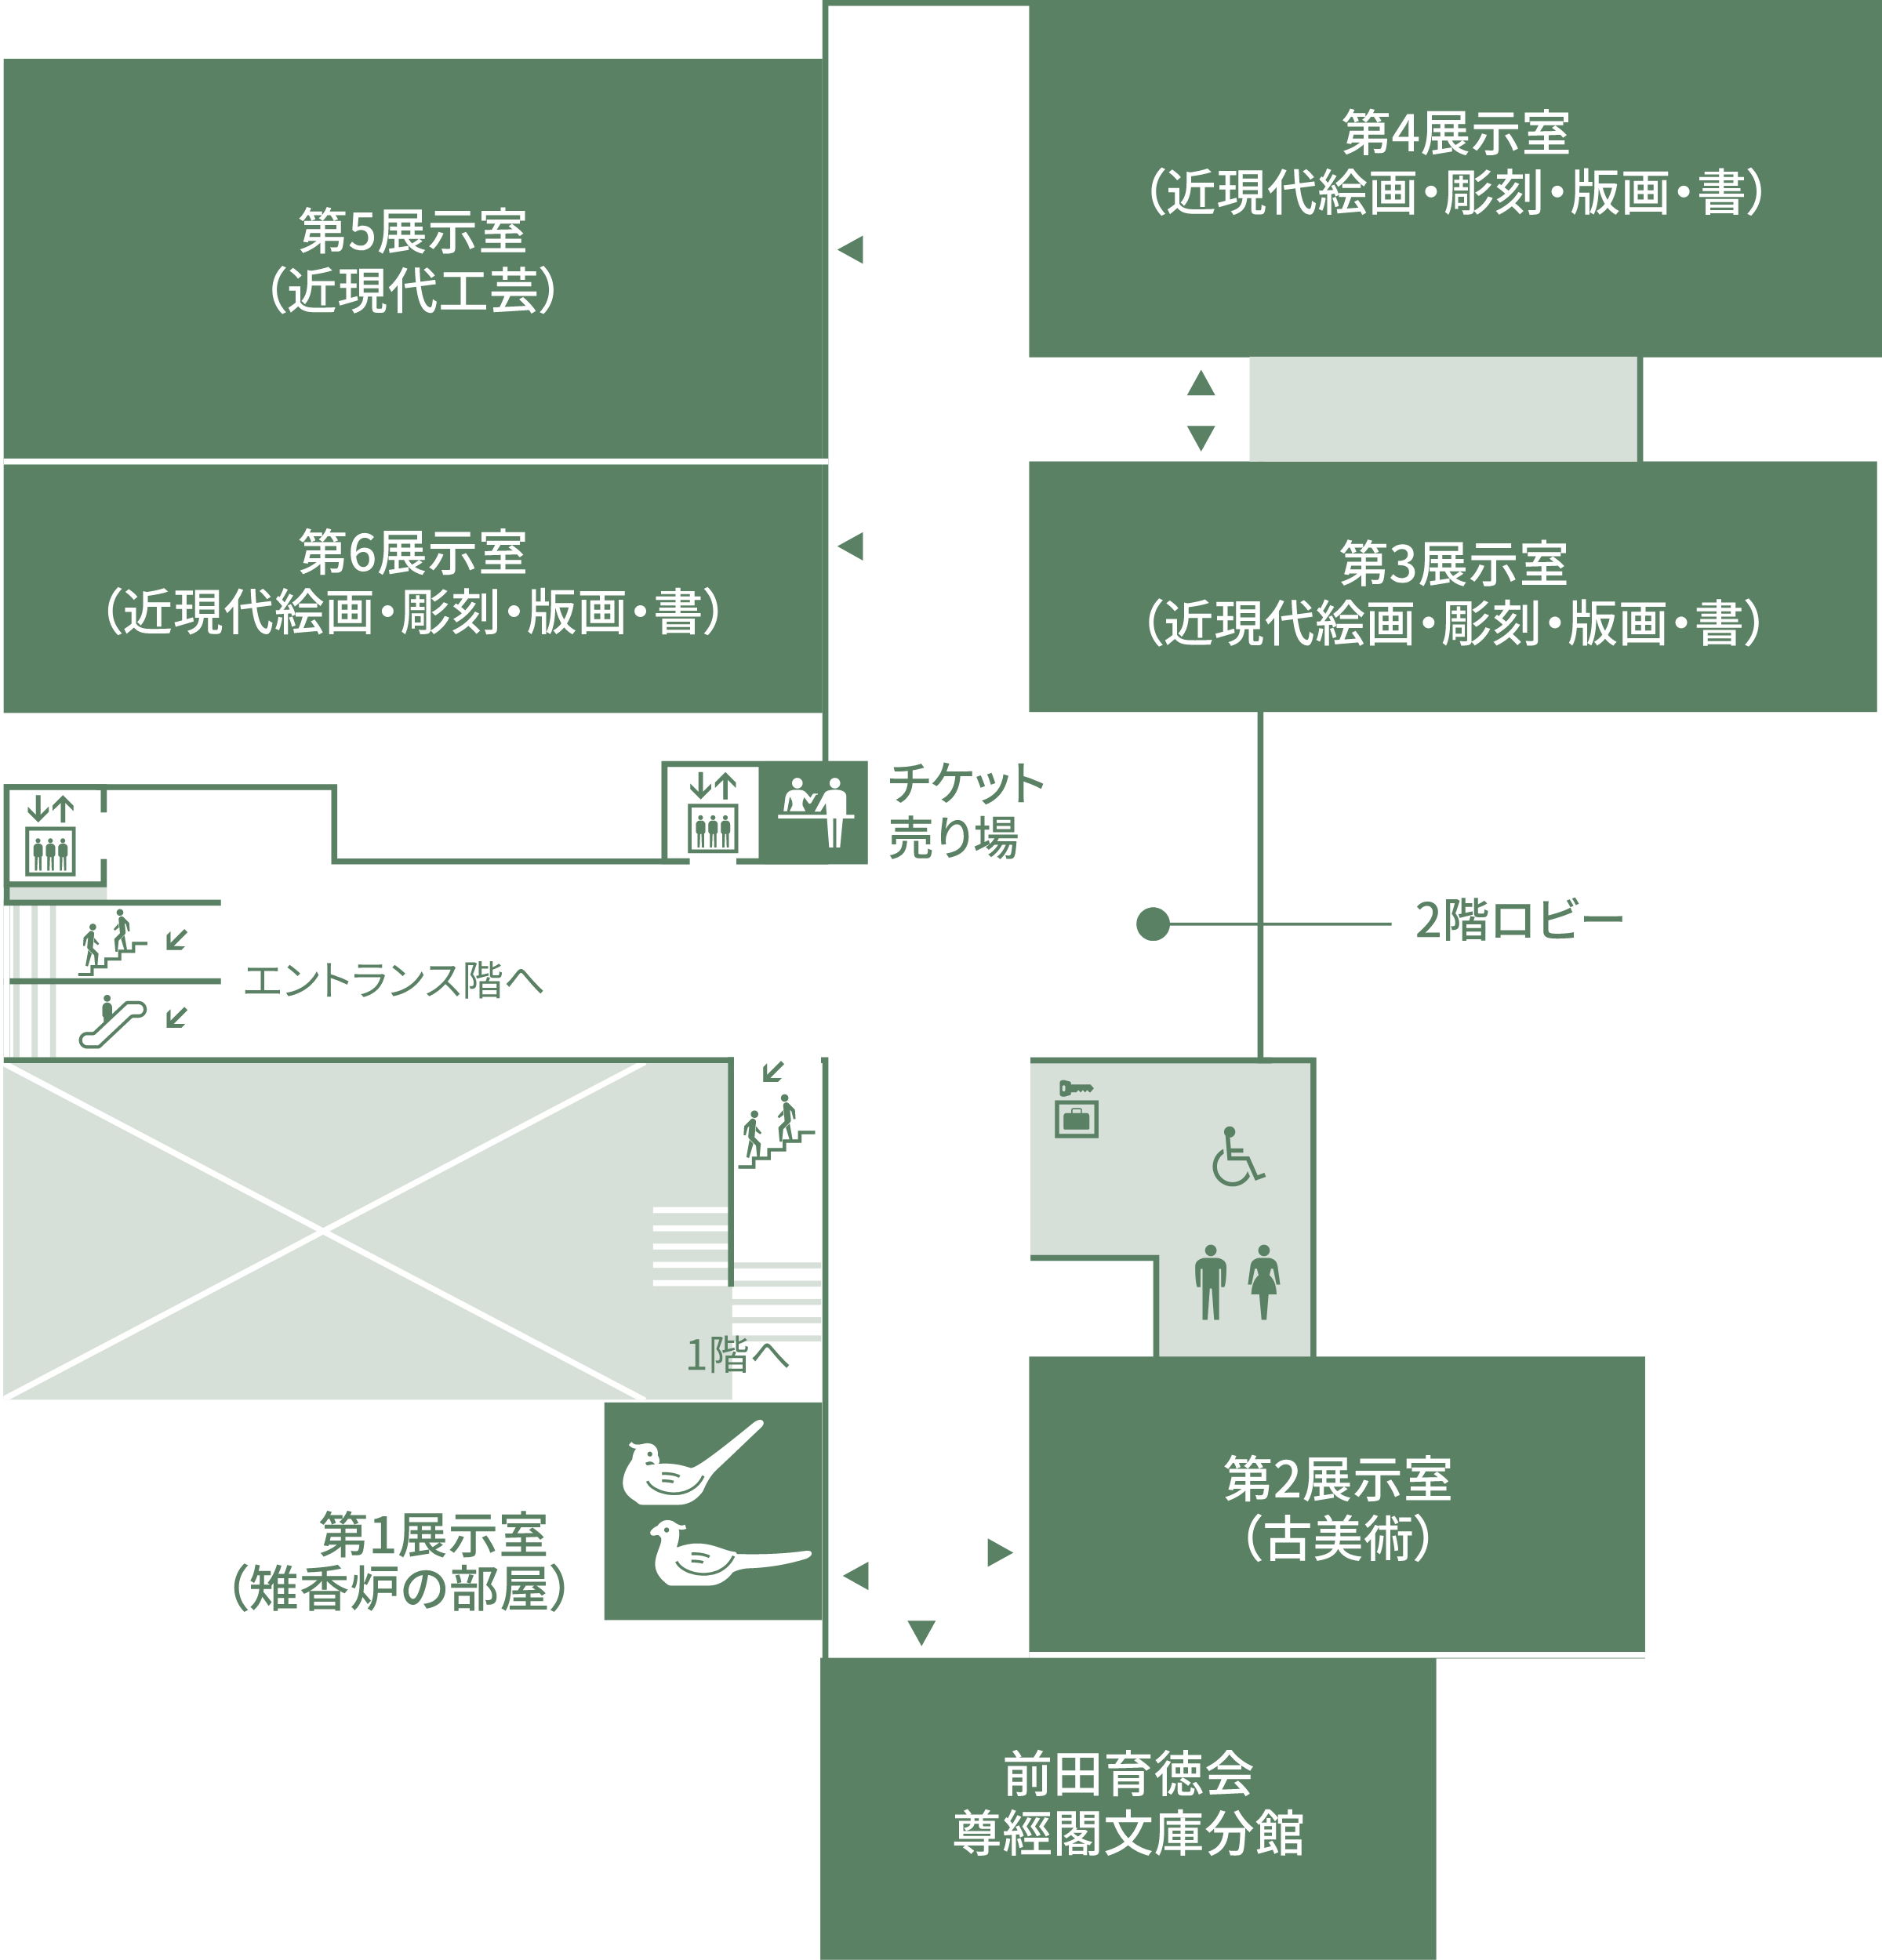 第4展示室
(近現代絵画・彫刻・版画・書)
第5展示室
(近現代工芸)
第6展示室
(近現代絵画・彫刻・版画・書)
第3展示室
(近現代絵画・彫刻・版画・書)
チケット
売り場
2階ロビー
エントランス階へ
1階へ
第2展示室
(古美術)
第1展示室
(雉香炉の部屋)
前田育徳会
尊經閣文庫分館